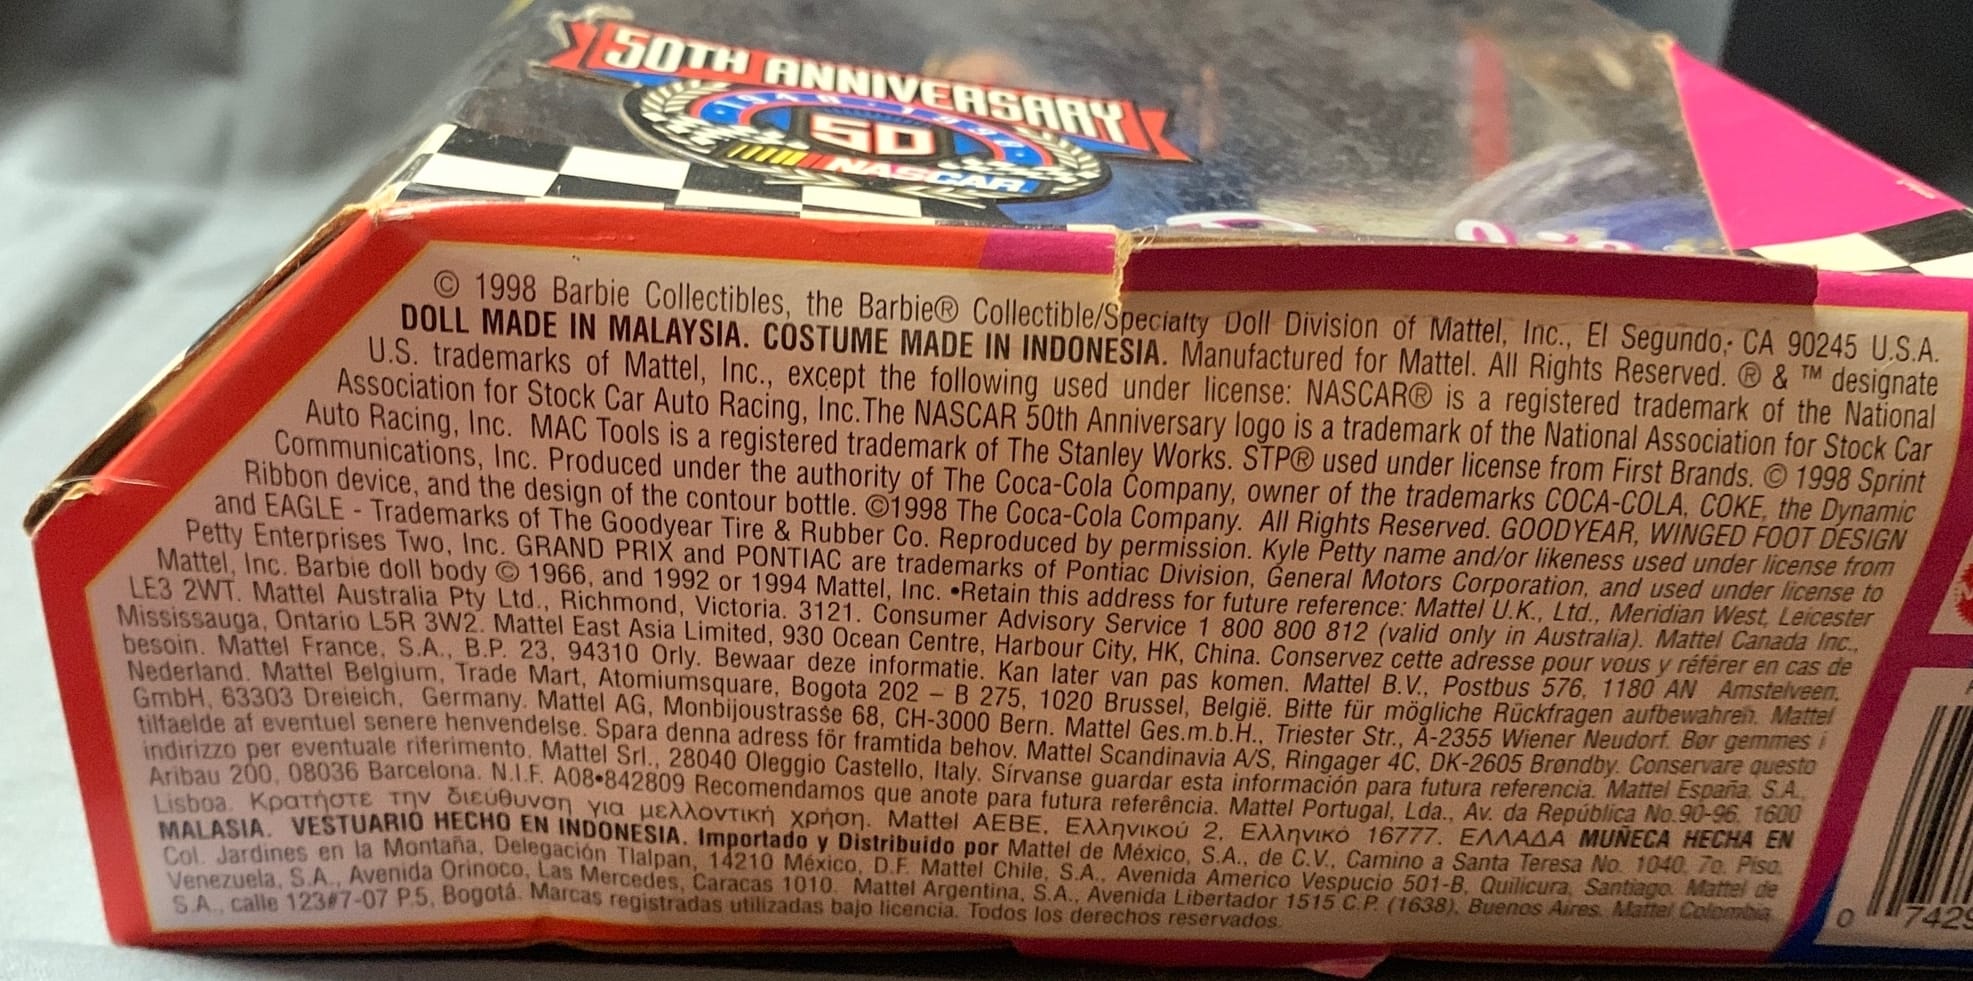 50TH ANNIVERSARY
1948 • 1998
50
NASCAR
© 1998 Barbie Collectibles, the Barbie® Collectible/Specialty Doll Division of Mattel, Inc., El Segundo, CA 90245 U.S.A.
DOLL MADE IN MALAYSIA. COSTUME MADE IN INDONESIA. Manufactured for Mattel. All Rights Reserved. ® & ™ designate
U.S. trademarks of Mattel, Inc., except the following used under license: NASCAR® is a registered trademark of the National
Association for Stock Car Auto Racing, Inc.The NASCAR 50th Anniversary logo is a trademark of the National Association for Stock Car
Auto Racing, Inc. MAC Tools is a registered trademark of The Stanley Works. STP® used under license from First Brands. © 1998 Sprint
Communications, Inc. Produced under the authority of The Coca-Cola Company, owner of the trademarks COCA-COLA, COKE, the Dynamic
Ribbon device, and the design of the contour bottle. ©1998 The Coca-Cola Company. All Rights Reserved. GOODYEAR, WINGED FOOT DESIGN
and EAGLE - Trademarks of The Goodyear Tire & Rubber Co. Reproduced by permission. Kyle Petty name and/or likeness used under license from
Petty Enterprises Two, Inc. GRAND PRIX and PONTIAC are trademarks of Pontiac Division, General Motors Corporation, and used under license to
Mattel, Inc. Barbie doll body © 1966, and 1992 or 1994 Mattel, Inc. •Retain this address for future reference: Mattel U.K., Ltd., Meridian West, Leicester
LE3 2WT. Mattel Australia Pty Ltd., Richmond, Victoria. 3121. Consumer Advisory Service 1 800 800 812 (valid only in Australia). Mattel Canada Inc.,
Mississauga, Ontario L5R 3W2. Mattel East Asia Limited, 930 Ocean Centre, Harbour City, HK, China. Conservez cette adresse pour vous y référer en cas de
besoin. Mattel France, S.A., B.P. 23, 94310 Orly. Bewaar deze informatie. Kan later van pas komen. Mattel B.V., Postbus 576, 1180 AN Amstelveen,
Nederland. Mattel Belgium, Trade Mart, Atomiumsquare, Bogota 202 – B 275, 1020 Brussel, België. Bitte für mögliche Rückfragen aufbewahren. Mattel
GmbH, 63303 Dreieich, Germany. Mattel AG, Monbijoustrasse 68, CH-3000 Bern. Mattel Ges.m.b.H., Triester Str., A-2355 Wiener Neudorf. Bør gemmes i
tilfaelde af eventuel senere henvendelse. Spara denna adress för framtida behov. Mattel Scandinavia A/S, Ringager 4C, DK-2605 Brøndby. Conservare questo
indirizzo per eventuale riferimento. Mattel Srl., 28040 Oleggio Castello, Italy. Sírvanse guardar esta información para futura referencia. Mattel España, S.A.,
Aribau 200, 08036 Barcelona. N.I.F. A08•842809 Recomendamos que anote para futura referência. Mattel Portugal, Lda., Av. da República No.90-96, 1600
Lisboa. Κρατήστε την διεύθυνση για μελλοντική χρήση. Mattel AEBE, Ελληνικού 2, Ελληνικό 16777. ΕΛΛΑΔΑ MUÑECA HECHA EN
MALASIA. VESTUARIO HECHO EN INDONESIA. Importado y Distribuido por Mattel de México, S.A., de C.V., Camino a Santa Teresa No. 1040, 7o. Piso,
Col. Jardines en la Montaña, Delegación Tlalpan, 14210 México, D.F. Mattel Chile, S.A., Avenida Americo Vespucio 501-B, Quilicura, Santiago. Mattel de
Venezuela, S.A., Avenida Orinoco, Las Mercedes, Caracas 1010. Mattel Argentina, S.A., Avenida Libertador 1515 C.P. (1638), Buenos Aires. Mattel Colombia
S.A., calle 123#7-07 P.5, Bogotá. Marcas registradas utilizadas bajo licencia. Todos los derechos reservados.
0 7429